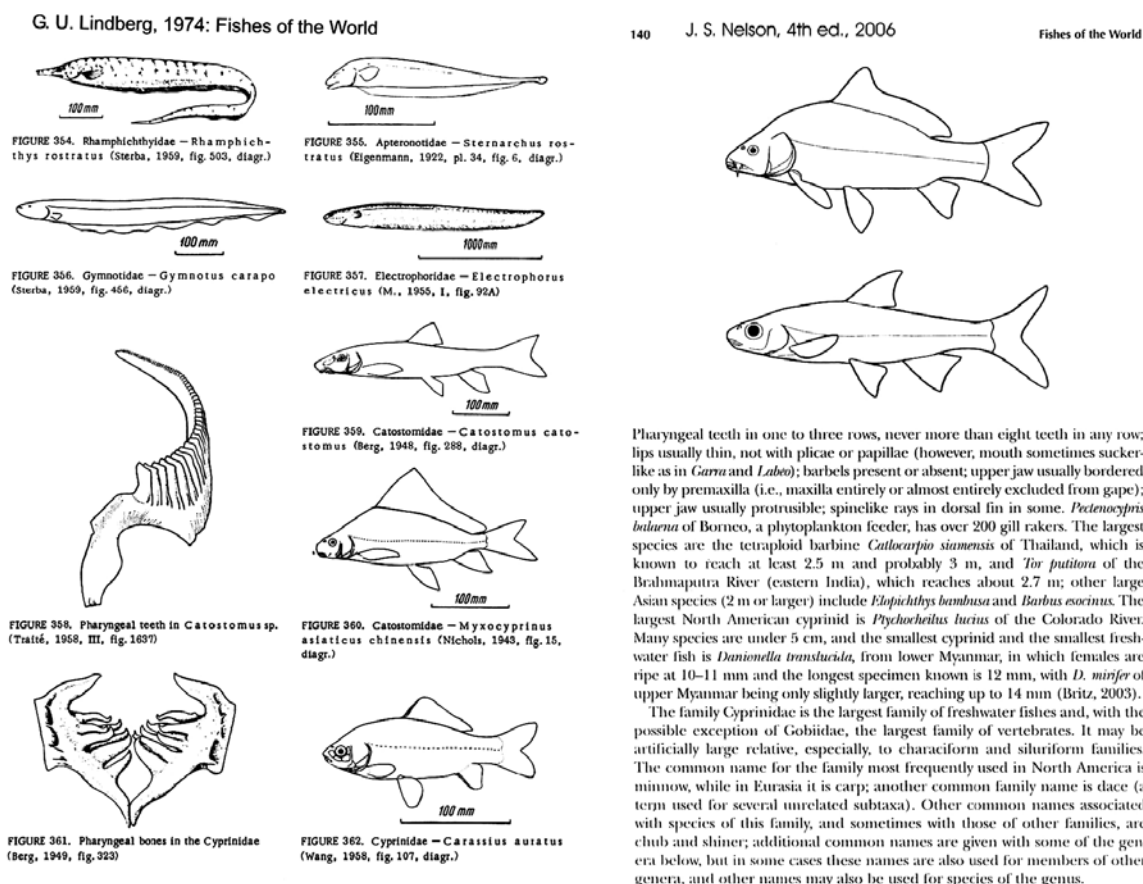 G. U. Lindberg, 1974: Fishes of the World
100 mm
100 mm
FIGURE 354. Rhamphichthyidae — Rhamphich-
thys rostratus (Sterba, 1959, fig. 503, diagr.)
FIGURE 355. Apteronotidae — Sternarchus ros-
tratus (Eigenmann, 1922, pl. 34, fig. 6, diagr.)
100 mm
1000 mm
FIGURE 356. Gymnotidae — Gymnotus carapo
(Sterba, 1959, fig. 456, diagr.)
FIGURE 357. Electrophoridae — Electrophorus
electricus (M., 1955, I, fig. 92A)
100 mm
FIGURE 359. Catostomidae — Catostomus cato-
stomus (Berg, 1948, fig. 288, diagr.)
100 mm
FIGURE 358. Pharyngeal teeth in Catostomus sp.
(Traité, 1958, III, fig. 1637)
FIGURE 360. Catostomidae — Myxocyprinus
asiaticus chinensis (Nichols, 1943, fig. 15,
diagr.)
100 mm
FIGURE 361. Pharyngeal bones in the Cyprinidae
(Berg, 1949, fig. 323)
FIGURE 362. Cyprinidae — Carassius auratus
(Wang, 1958, fig. 107, diagr.)
140 J. S. Nelson, 4th ed., 2006 Fishes of the World
Pharyngeal teeth in one to three rows, never more than eight teeth in any row;
lips usually thin, not with plicae or papillae (however, mouth sometimes sucker-
like as in Garra and Labeo); barbels present or absent; upper jaw usually bordered
only by premaxilla (i.e., maxilla entirely or almost entirely excluded from gape);
upper jaw usually protrusible; spinelike rays in dorsal fin in some. Pectenocypris
balaena of Borneo, a phytoplankton feeder, has over 200 gill rakers. The largest
species are the tetraploid barbine Catlocarpio siamensis of Thailand, which is
known to reach at least 2.5 m and probably 3 m, and Tor putitora of the
Brahmaputra River (eastern India), which reaches about 2.7 m; other large
Asian species (2 m or larger) include Elopichthys bambusa and Barbus esocinus. The
largest North American cyprinid is Ptychocheilus lucius of the Colorado River.
Many species are under 5 cm, and the smallest cyprinid and the smallest fresh-
water fish is Danionella translucida, from lower Myanmar, in which females are
ripe at 10–11 mm and the longest specimen known is 12 mm, with D. mirifer of
upper Myanmar being only slightly larger, reaching up to 14 mm (Britz, 2003).
The family Cyprinidae is the largest family of freshwater fishes and, with the
possible exception of Gobiidae, the largest family of vertebrates. It may be
artificially large relative, especially, to characiform and siluriform families.
The common name for the family most frequently used in North America is
minnow, while in Eurasia it is carp; another common family name is dace (a
term used for several unrelated subtaxa). Other common names associated
with species of this family, and sometimes with those of other families, are
chub and shiner; additional common names are given with some of the gen
era below, but in some cases these names are also used for members of other
genera, and other names may also be used for species of the genus.